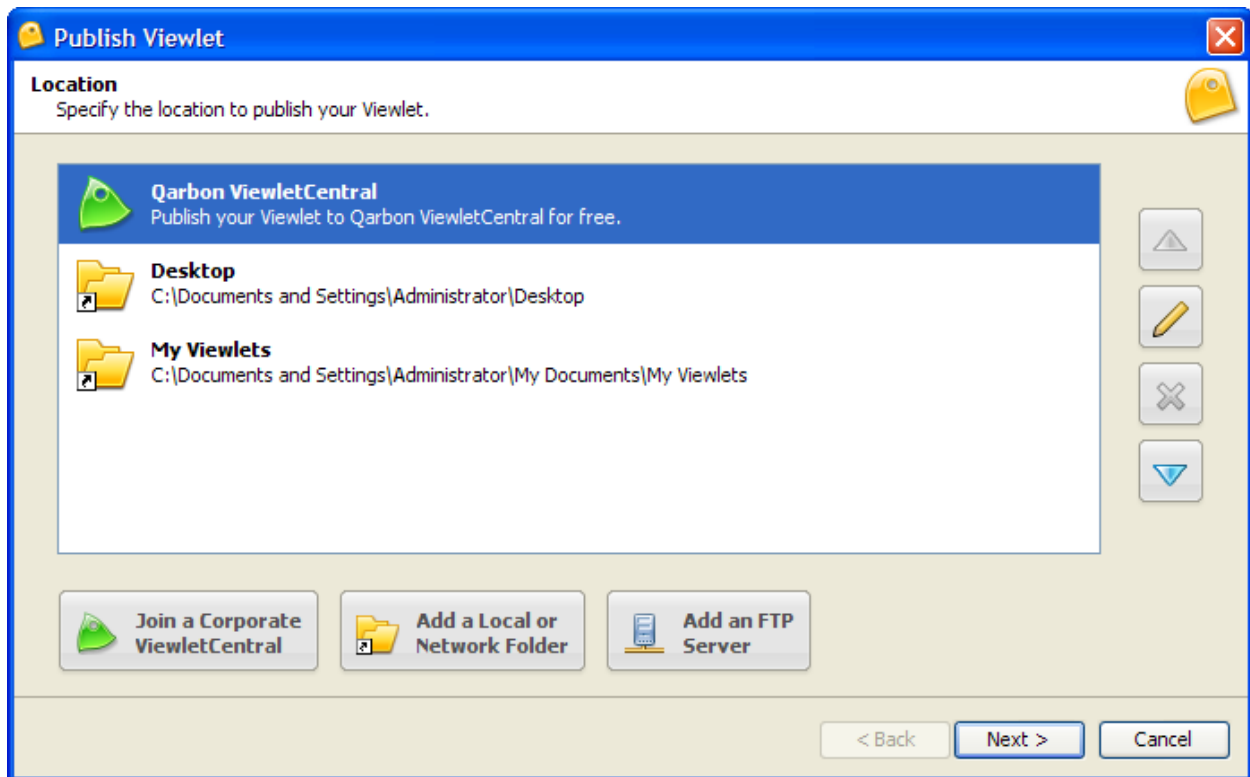 Publish Viewlet
Location
Specify the location to publish your Viewlet.
Qarbon ViewletCentral
Publish your Viewlet to Qarbon ViewletCentral for free.
Desktop
C:\Documents and Settings\Administrator\Desktop
My Viewlets
C:\Documents and Settings\Administrator\My Documents\My Viewlets
Join a Corporate
ViewletCentral
Add a Local or
Network Folder
Add an FTP
Server
< Back
Next >
Cancel